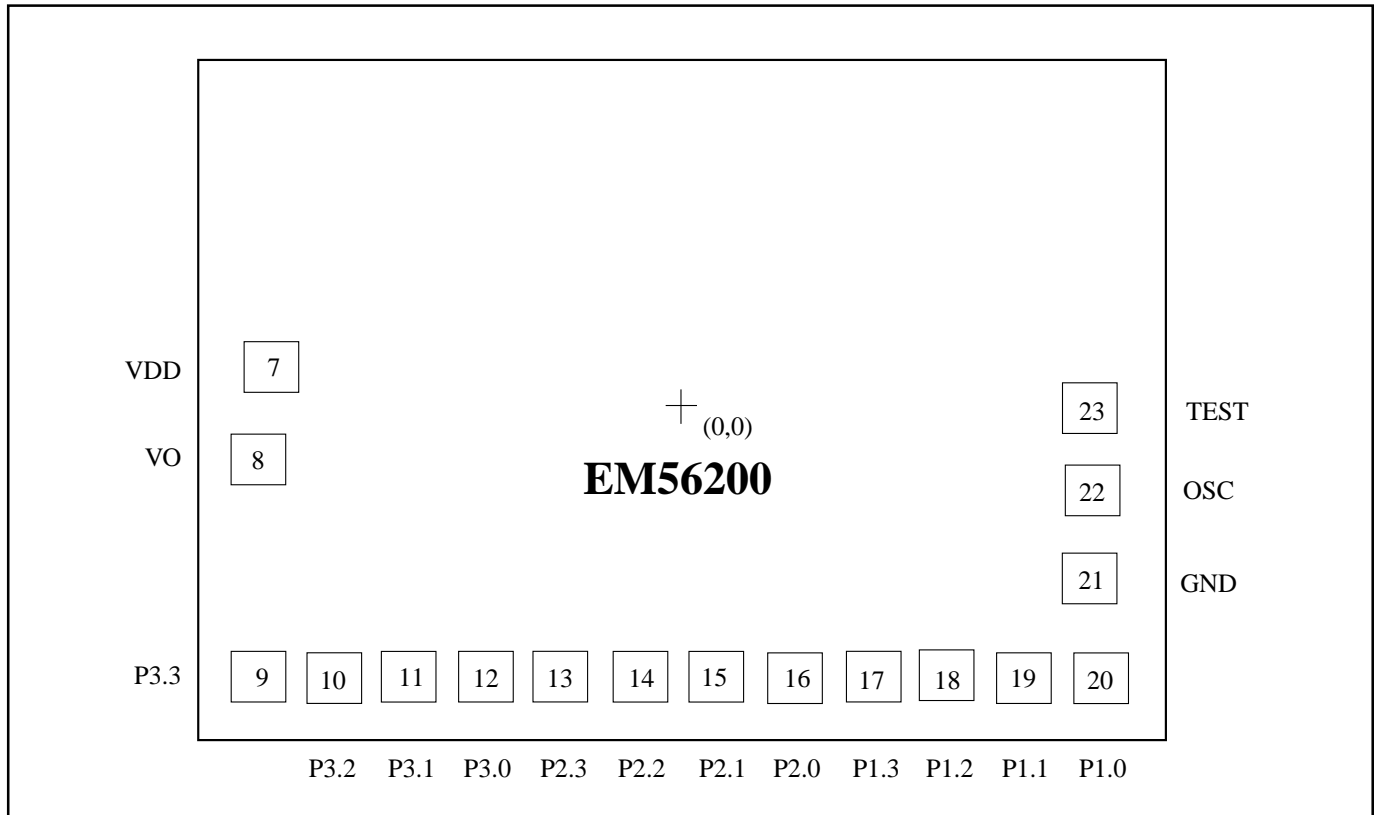 VDD 7
23 TEST
(0,0)
VO 8
EM56200
22 OSC
21 GND
P3.3 9 10 11 12 13 14 15 16 17 18 19 20
P3.2 P3.1 P3.0 P2.3 P2.2 P2.1 P2.0 P1.3 P1.2 P1.1 P1.0